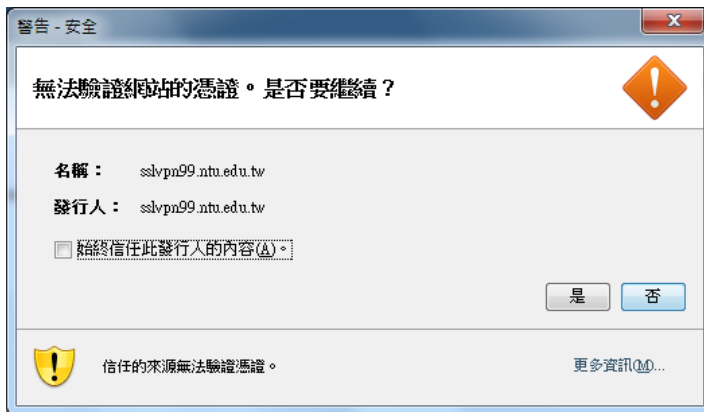 警告 - 安全
無法驗證網站的憑證。是否要繼續？
名稱： sslvpn99.ntu.edu.tw
發行人： sslvpn99.ntu.edu.tw
始終信任此發行人的內容(A)。
是 否
信任的來源無法驗證憑證。 更多資訊(M)...